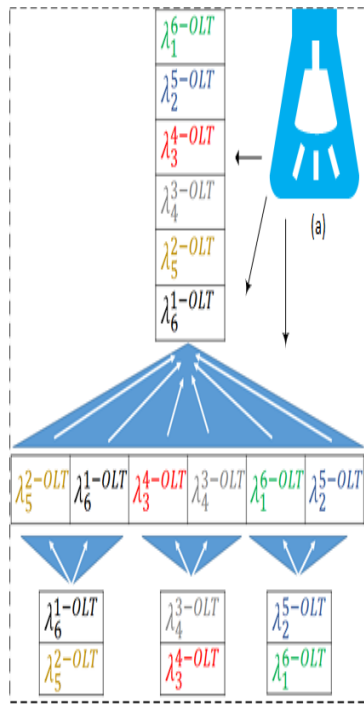 λ₁^{6-OLT}
λ₂^{5-OLT}
λ₃^{4-OLT}
λ₄^{3-OLT}
λ₅^{2-OLT}
λ₆^{1-OLT}
(a)
λ₅^{2-OLT} λ₆^{1-OLT} λ₃^{4-OLT} λ₄^{3-OLT} λ₁^{6-OLT} λ₂^{5-OLT}
λ₆^{1-OLT} λ₄^{3-OLT} λ₂^{5-OLT}
λ₅^{2-OLT} λ₃^{4-OLT} λ₁^{6-OLT}